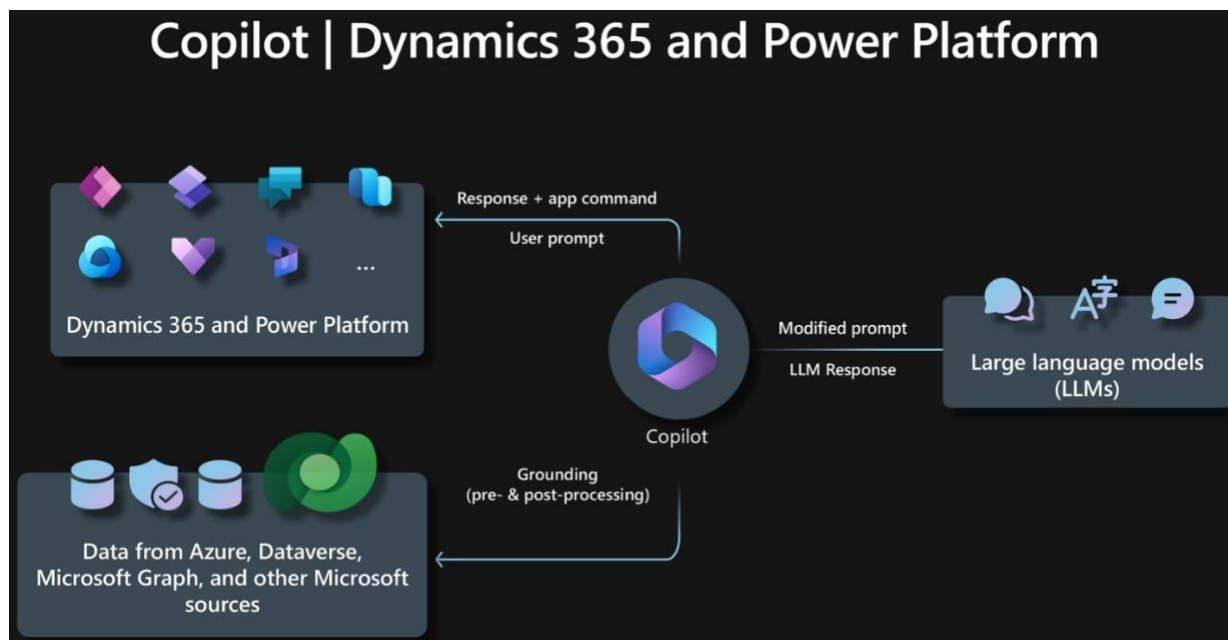 Copilot | Dynamics 365 and Power Platform
Response + app command
User prompt
...
Dynamics 365 and Power Platform
Modified prompt
LLM Response
A字
Large language models
(LLMs)
Copilot
Grounding
(pre- & post-processing)
Data from Azure, Dataverse,
Microsoft Graph, and other Microsoft
sources